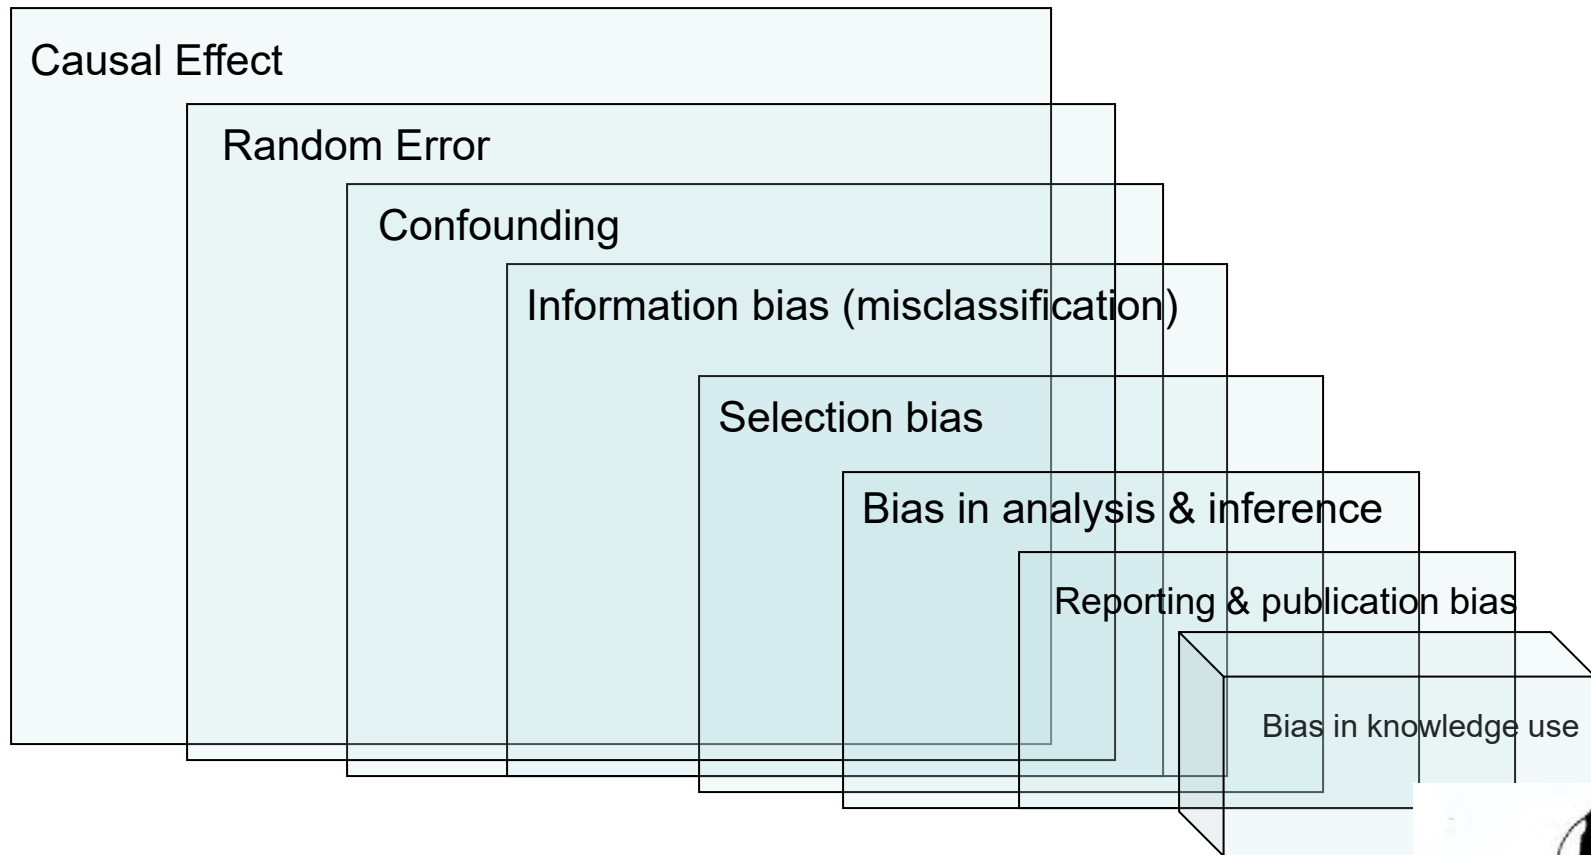 Causal Effect
Random Error
Confounding
Information bias (misclassification)
Selection bias
Bias in analysis & inference
Reporting & publication bias
Bias in knowledge use